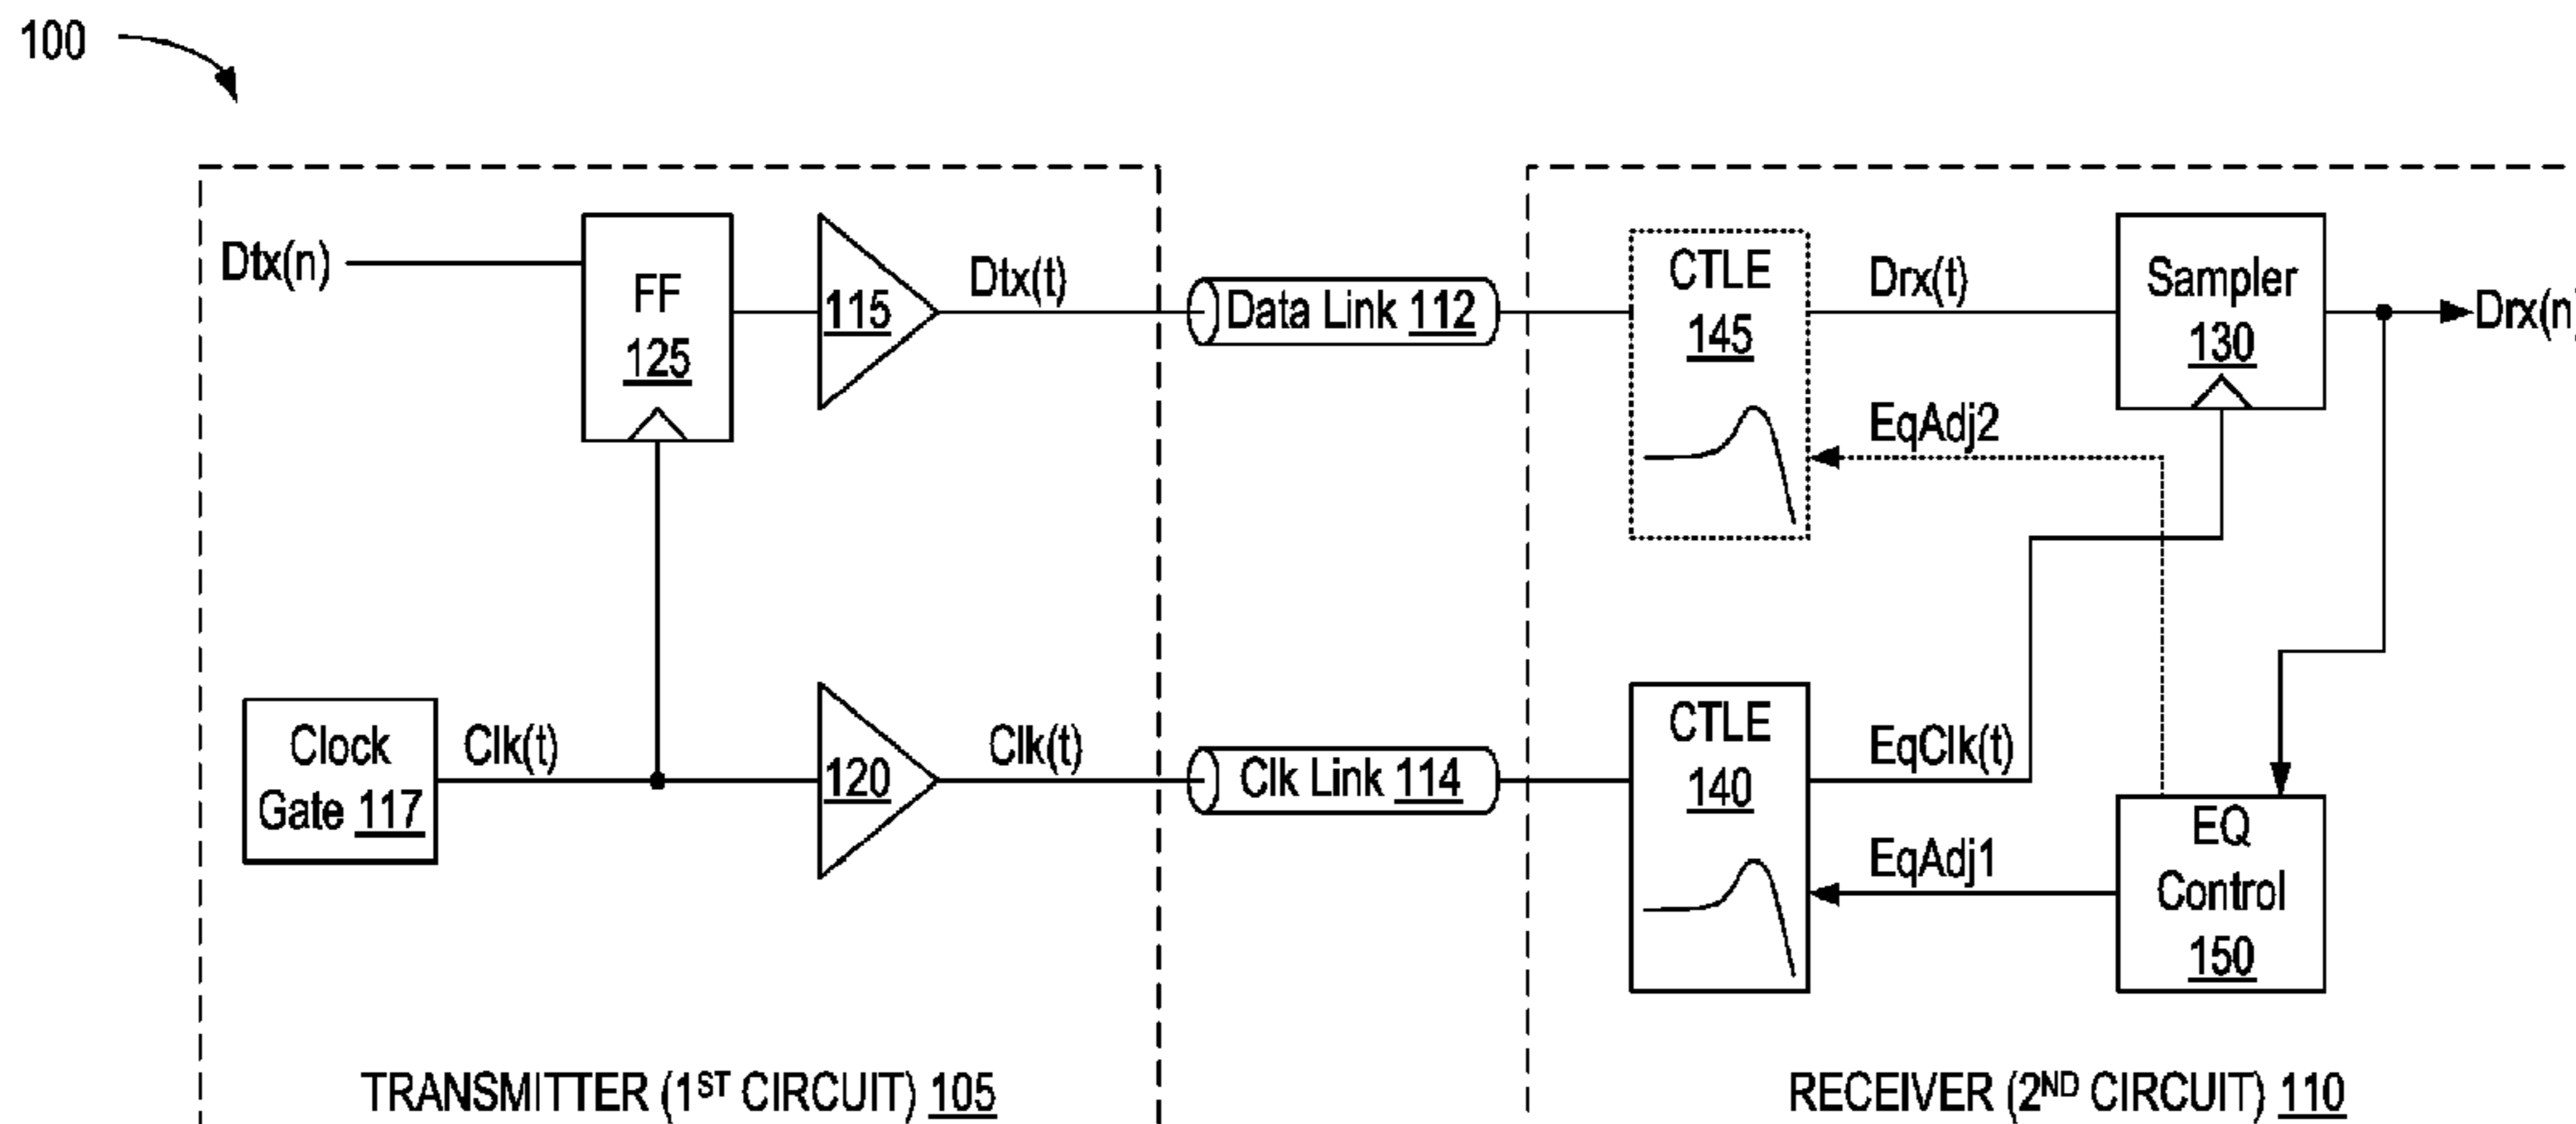 100
Dtx(n)
FF
125
115
Dtx(t)
Data Link 112
CTLE
145
Drx(t)
Sampler
130
Drx(n)
EqAdj2
Clock
Gate 117
Clk(t)
120
Clk(t)
Clk Link 114
CTLE
140
EqClk(t)
EqAdj1
EQ
Control
150
TRANSMITTER (1ST CIRCUIT) 105
RECEIVER (2ND CIRCUIT) 110